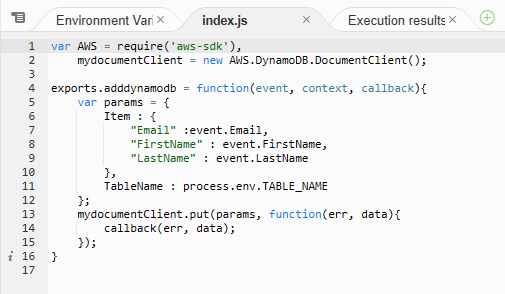 Environment Vari
index.js
Execution results
1 var AWS = require('aws-sdk'),
2 mydocumentClient = new AWS.DynamoDB.DocumentClient();
3
4 exports.adddynamodb = function(event, context, callback){
5 var params = {
6 Item : {
7 "Email" :event.Email,
8 "FirstName" : event.FirstName,
9 "LastName" : event.LastName
10 },
11 TableName : process.env.TABLE_NAME
12 };
13 mydocumentClient.put(params, function(err, data){
14 callback(err, data);
15 });
i 16 }
17